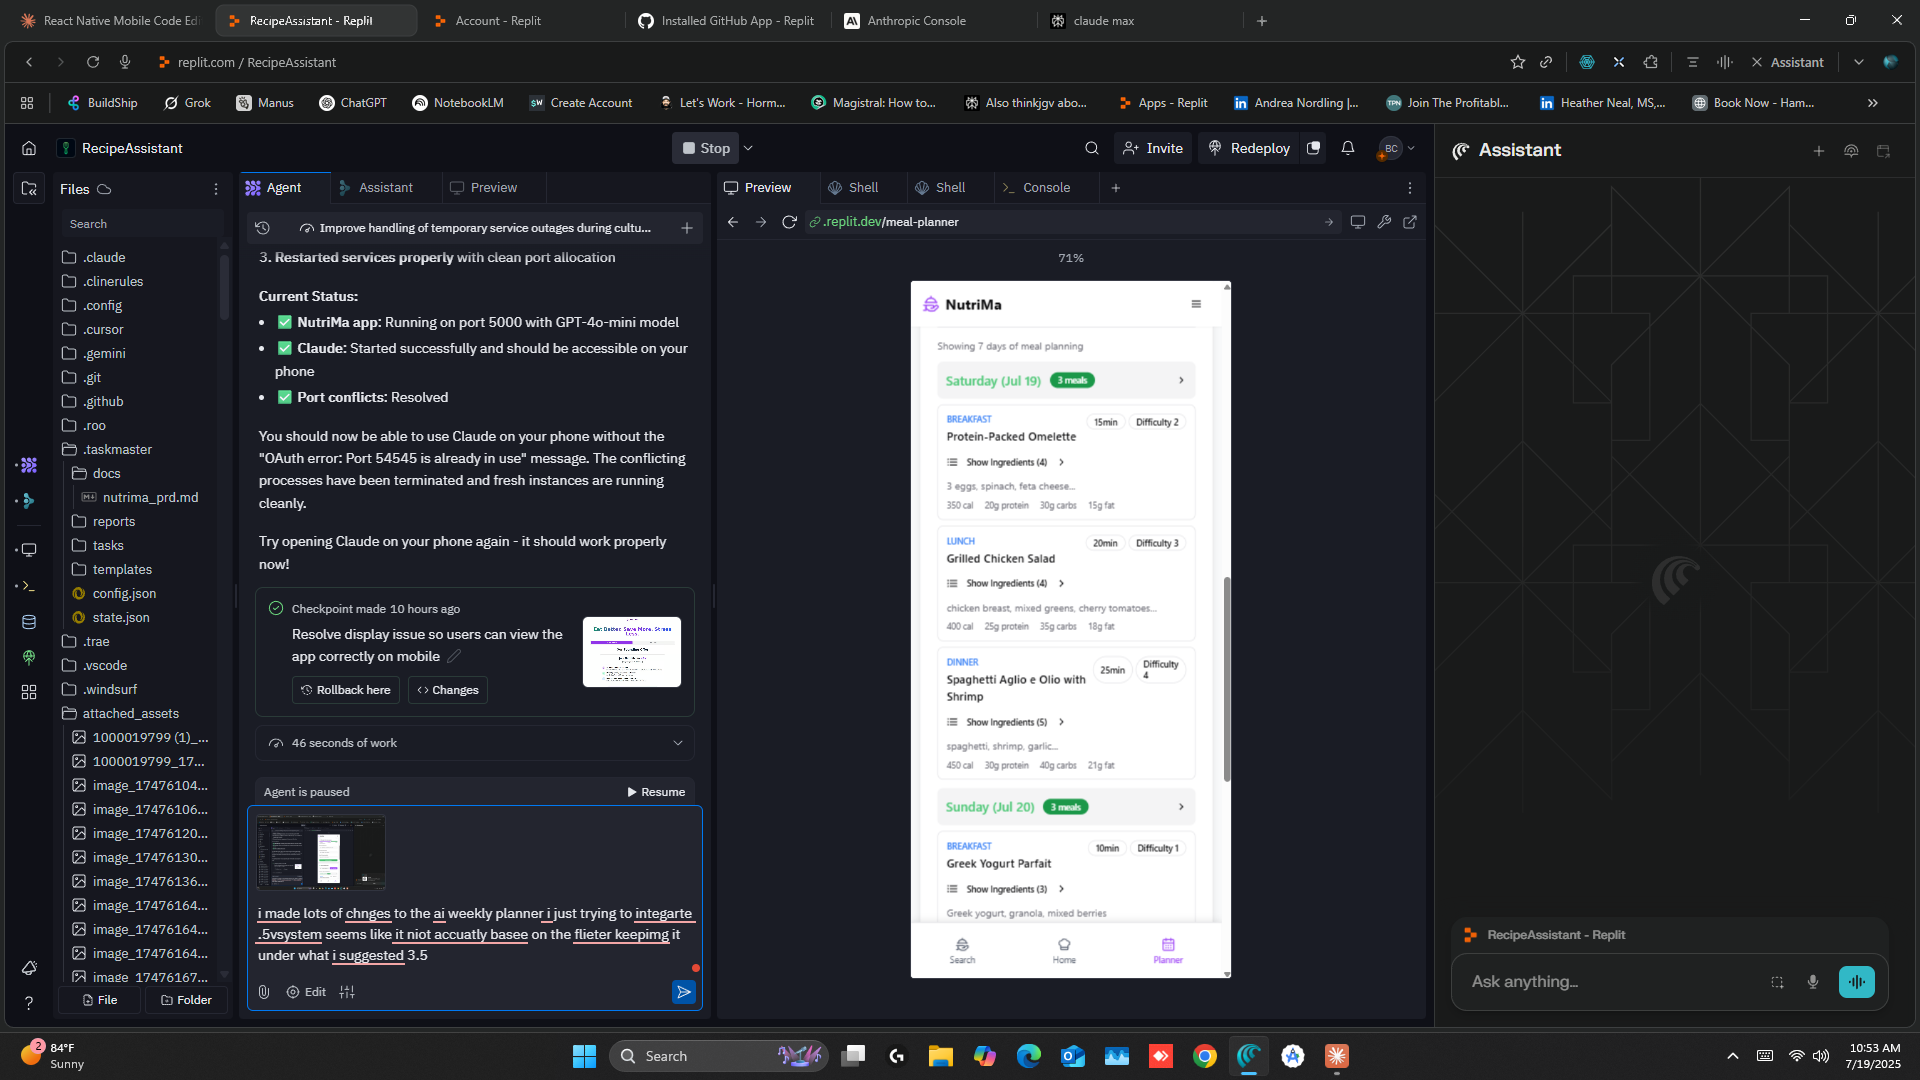 React Native Mobile Code Edi
RecipeAssistant - Replit
Account - Replit
Installed GitHub App - Replit
Anthropic Console
claude max
replit.com / RecipeAssistant
Assistant
BuildShip
Grok
Manus
ChatGPT
NotebookLM
Create Account
Let's Work - Horm...
Magistral: How to...
Also thinkjgv abo...
Apps - Replit
Andrea Nordling |...
Join The Profitabl...
Heather Neal, MS,...
Book Now - Ham...
RecipeAssistant
Stop
Invite
Redeploy
BC
Files
Search
.claude
.clinerules
.config
.cursor
.gemini
.git
.github
.roo
.taskmaster
docs
nutrima_prd.md
reports
tasks
templates
config.json
state.json
.trae
.vscode
.windsurf
attached_assets
1000019799 (1)_...
1000019799_17...
image_17476104...
image_17476106...
image_17476120...
image_17476130...
image_17476136...
image_17476164...
image_17476164...
image_17476164...
image_17476167...
File
Folder
Agent
Assistant
Preview
Improve handling of temporary service outages during cultu...
3. Restarted services properly with clean port allocation
Current Status:
• ✅ NutriMa app: Running on port 5000 with GPT-4o-mini model
• ✅ Claude: Started successfully and should be accessible on your
phone
• ✅ Port conflicts: Resolved
You should now be able to use Claude on your phone without the
"OAuth error: Port 54545 is already in use" message. The conflicting
processes have been terminated and fresh instances are running
cleanly.
Try opening Claude on your phone again - it should work properly
now!
Checkpoint made 10 hours ago
Resolve display issue so users can view the
app correctly on mobile
Rollback here
Changes
Eat Better. Save More. Stress
Less.
46 seconds of work
Agent is paused
Resume
i made lots of chnges to the ai weekly planner i just trying to integarte
.5vsystem seems like it niot accuatly basee on the flieter keepimg it
under what i suggested 3.5
Edit
Preview
Shell
Shell
Console
.replit.dev/meal-planner
71%
NutriMa
Showing 7 days of meal planning
Saturday (Jul 19)
3 meals
BREAKFAST
15min
Difficulty 2
Protein-Packed Omelette
Show Ingredients (4)
3 eggs, spinach, feta cheese...
350 cal 20g protein 30g carbs 15g fat
LUNCH
20min
Difficulty 3
Grilled Chicken Salad
Show Ingredients (4)
chicken breast, mixed greens, cherry tomatoes...
400 cal 25g protein 35g carbs 18g fat
DINNER
25min
Difficulty
4
Spaghetti Aglio e Olio with
Shrimp
Show Ingredients (5)
spaghetti, shrimp, garlic...
450 cal 30g protein 40g carbs 21g fat
Sunday (Jul 20)
3 meals
BREAKFAST
10min
Difficulty 1
Greek Yogurt Parfait
Show Ingredients (3)
Greek yogurt, granola, mixed berries
Search
Home
Planner
Assistant
RecipeAssistant - Replit
Ask anything...
2
84°F
Sunny
Search
10:53 AM
7/19/2025